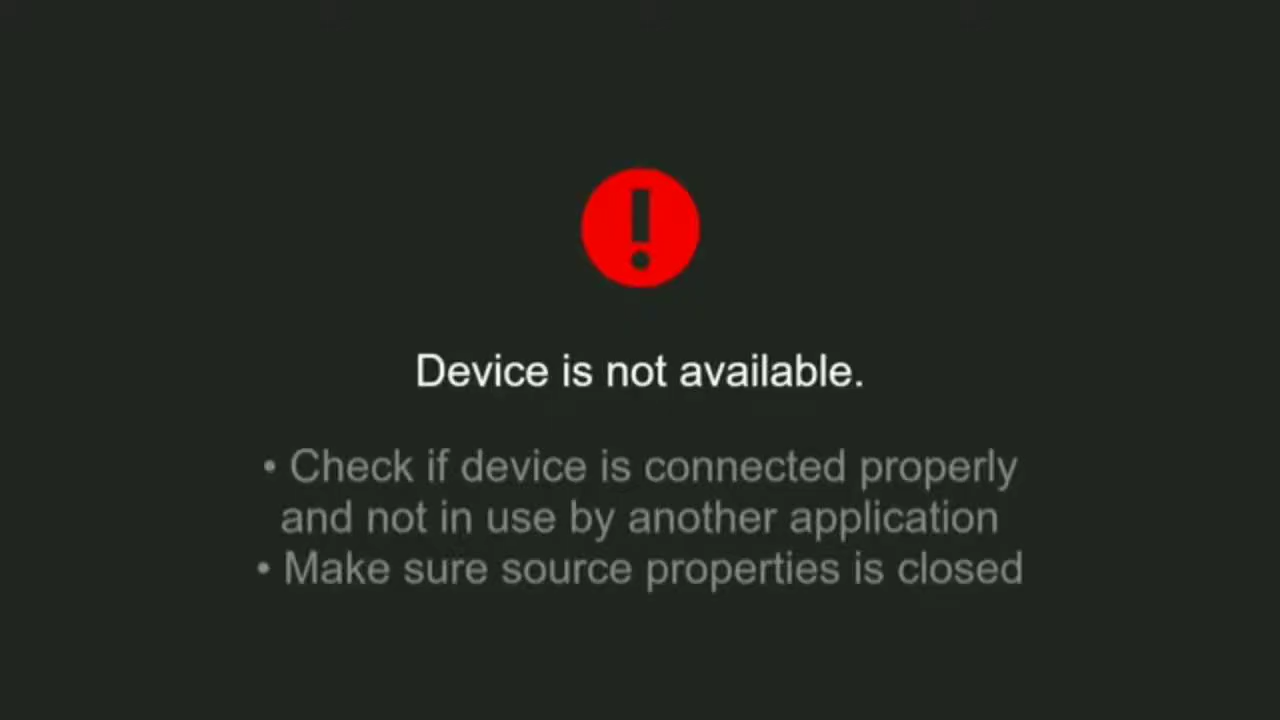 Device is not available.
• Check if device is connected properly
and not in use by another application
• Make sure source properties is closed